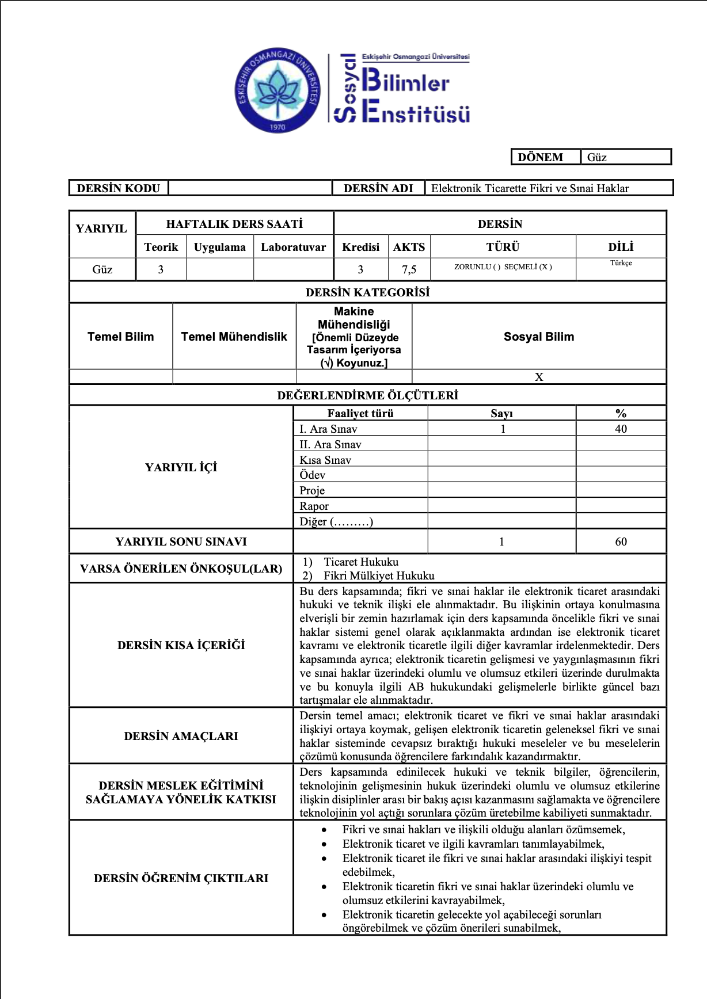 ESKİŞEHİR OSMANGAZİ ÜNİVERSİTESİ
1970
Eskişehir Osmangazi Üniversitesi
Sosyal
Bilimler
Enstitüsü
DÖNEM Güz
DERSİN KODU DERSİN ADI Elektronik Ticarette Fikri ve Sınai Haklar
YARIYIL HAFTALIK DERS SAATİ DERSİN
Teorik Uygulama Laboratuvar Kredisi AKTS TÜRÜ DİLİ
Güz 3 3 7,5 ZORUNLU ( ) SEÇMELİ (X ) Türkçe
DERSİN KATEGORİSİ
Temel Bilim Temel Mühendislik Makine
Mühendisliği
[Önemli Düzeyde
Tasarım İçeriyorsa
(√) Koyunuz.]
Sosyal Bilim
X
DEĞERLENDİRME ÖLÇÜTLERİ
YARIYIL İÇİ
Faaliyet türü Sayı %
I. Ara Sınav 1 40
II. Ara Sınav
Kısa Sınav
Ödev
Proje
Rapor
Diğer (………)
YARIYIL SONU SINAVI 1 60
VARSA ÖNERİLEN ÖNKOŞUL(LAR)
1) Ticaret Hukuku
2) Fikri Mülkiyet Hukuku
DERSİN KISA İÇERİĞİ
Bu ders kapsamında; fikri ve sınai haklar ile elektronik ticaret arasındaki
hukuki ve teknik ilişki ele alınmaktadır. Bu ilişkinin ortaya konulmasına
elverişli bir zemin hazırlamak için ders kapsamında öncelikle fikri ve sınai
haklar sistemi genel olarak açıklanmakta ardından ise elektronik ticaret
kavramı ve elektronik ticaretle ilgili diğer kavramlar irdelenmektedir. Ders
kapsamında ayrıca; elektronik ticaretin gelişmesi ve yaygınlaşmasının fikri
ve sınai haklar üzerindeki olumlu ve olumsuz etkileri üzerinde durulmakta
ve bu konuyla ilgili AB hukukundaki gelişmelerle birlikte güncel bazı
tartışmalar ele alınmaktadır.
DERSİN AMAÇLARI
Dersin temel amacı; elektronik ticaret ve fikri ve sınai haklar arasındaki
ilişkiyi ortaya koymak, gelişen elektronik ticaretin geleneksel fikri ve sınai
haklar sisteminde cevapsız bıraktığı hukuki meseleler ve bu meselelerin
çözümü konusunda öğrencilere farkındalık kazandırmaktır.
DERSİN MESLEK EĞİTİMİNİ
SAĞLAMAYA YÖNELİK KATKISI
Ders kapsamında edinilecek hukuki ve teknik bilgiler, öğrencilerin,
teknolojinin gelişmesinin hukuk üzerindeki olumlu ve olumsuz etkilerine
ilişkin disiplinler arası bir bakış açısı kazanmasını sağlamakta ve öğrencilere
teknolojinin yol açtığı sorunlara çözüm üretebilme kabiliyeti sunmaktadır.
DERSİN ÖĞRENİM ÇIKTILARI
• Fikri ve sınai hakları ve ilişkili olduğu alanları özümsemek,
• Elektronik ticaret ve ilgili kavramları tanımlayabilmek,
• Elektronik ticaret ile fikri ve sınai haklar arasındaki ilişkiyi tespit
edebilmek,
• Elektronik ticaretin fikri ve sınai haklar üzerindeki olumlu ve
olumsuz etkilerini kavrayabilmek,
• Elektronik ticaretin gelecekte yol açabileceği sorunları
öngörebilmek ve çözüm önerileri sunabilmek,